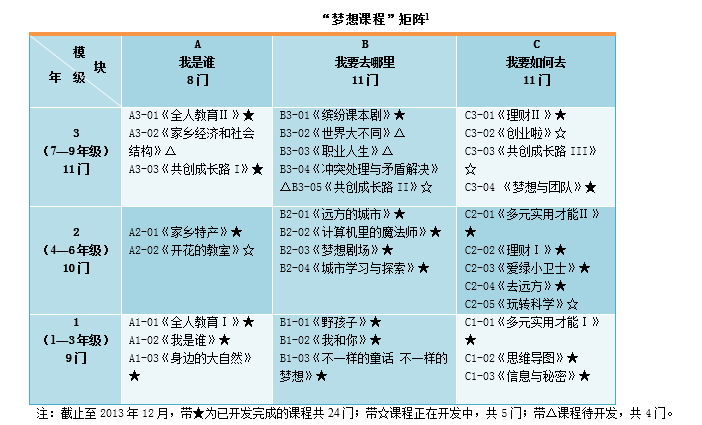 “梦想课程”矩阵1
模
块
年 级
A
我是谁
8门
B
我要去哪里
11门
C
我要如何去
11门
3
（7—9年级）
11门
A3-01《全人教育II》★
A3-02《家乡经济和社会
结构》△
A3-03《共创成长路 I》★
B3-01《缤纷课本剧》★
B3-02《世界大不同》△
B3-03《职业人生》△
B3-04《冲突处理与矛盾解决》
△B3-05《共创成长路 II》☆
C3-01《理财II》★
C3-02《创业啦》☆
C3-03《共创成长路 III》
☆
C3-04 《梦想与团队》★
2
（4—6年级）
10门
A2-01《家乡特产》★
A2-02《开花的教室》☆
B2-01《远方的城市》★
B2-02《计算机里的魔法师》★
B2-03《梦想剧场》★
B2-04《城市学习与探索》★
C2-01《多元实用才能II》
★
C2-02《理财 I》★
C2-03《爱绿小卫士》★
C2-04《去远方》★
C2-05《玩转科学》☆
1
（1—3年级）
9门
A1-01《全人教育 I》★
A1-02《我是谁》★
A1-03《身边的大自然》
★
B1-01《野孩子》★
B1-02《我和你》★
B1-03《不一样的童话 不一样的
梦想》★
C1-01《多元实用才能 I》
★
C1-02《思维导图》★
C1-03《信息与秘密》★
注：截止至 2013 年 12 月，带★为已开发完成的课程共 24 门；带☆课程正在开发中，共 5 门；带△课程待开发，共 4 门。